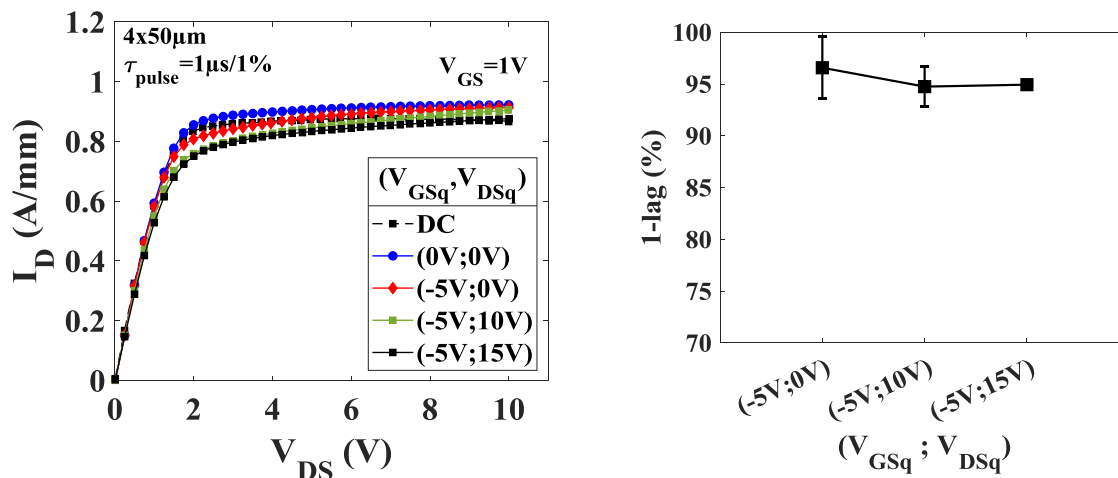 4x50µm
τpulse=1µs/1%
VGS=1V
1.2
1
0.8
0.6
0.4
0.2
0
ID (A/mm)
(VGSq,VDSq)
DC
(0V;0V)
(-5V;0V)
(-5V;10V)
(-5V;15V)
0 2 4 6 8 10
VDS (V)
100
95
90
85
80
75
70
1-lag (%)
(-5V;0V)
(-5V;10V)
(-5V;15V)
(VGSq ; VDSq)